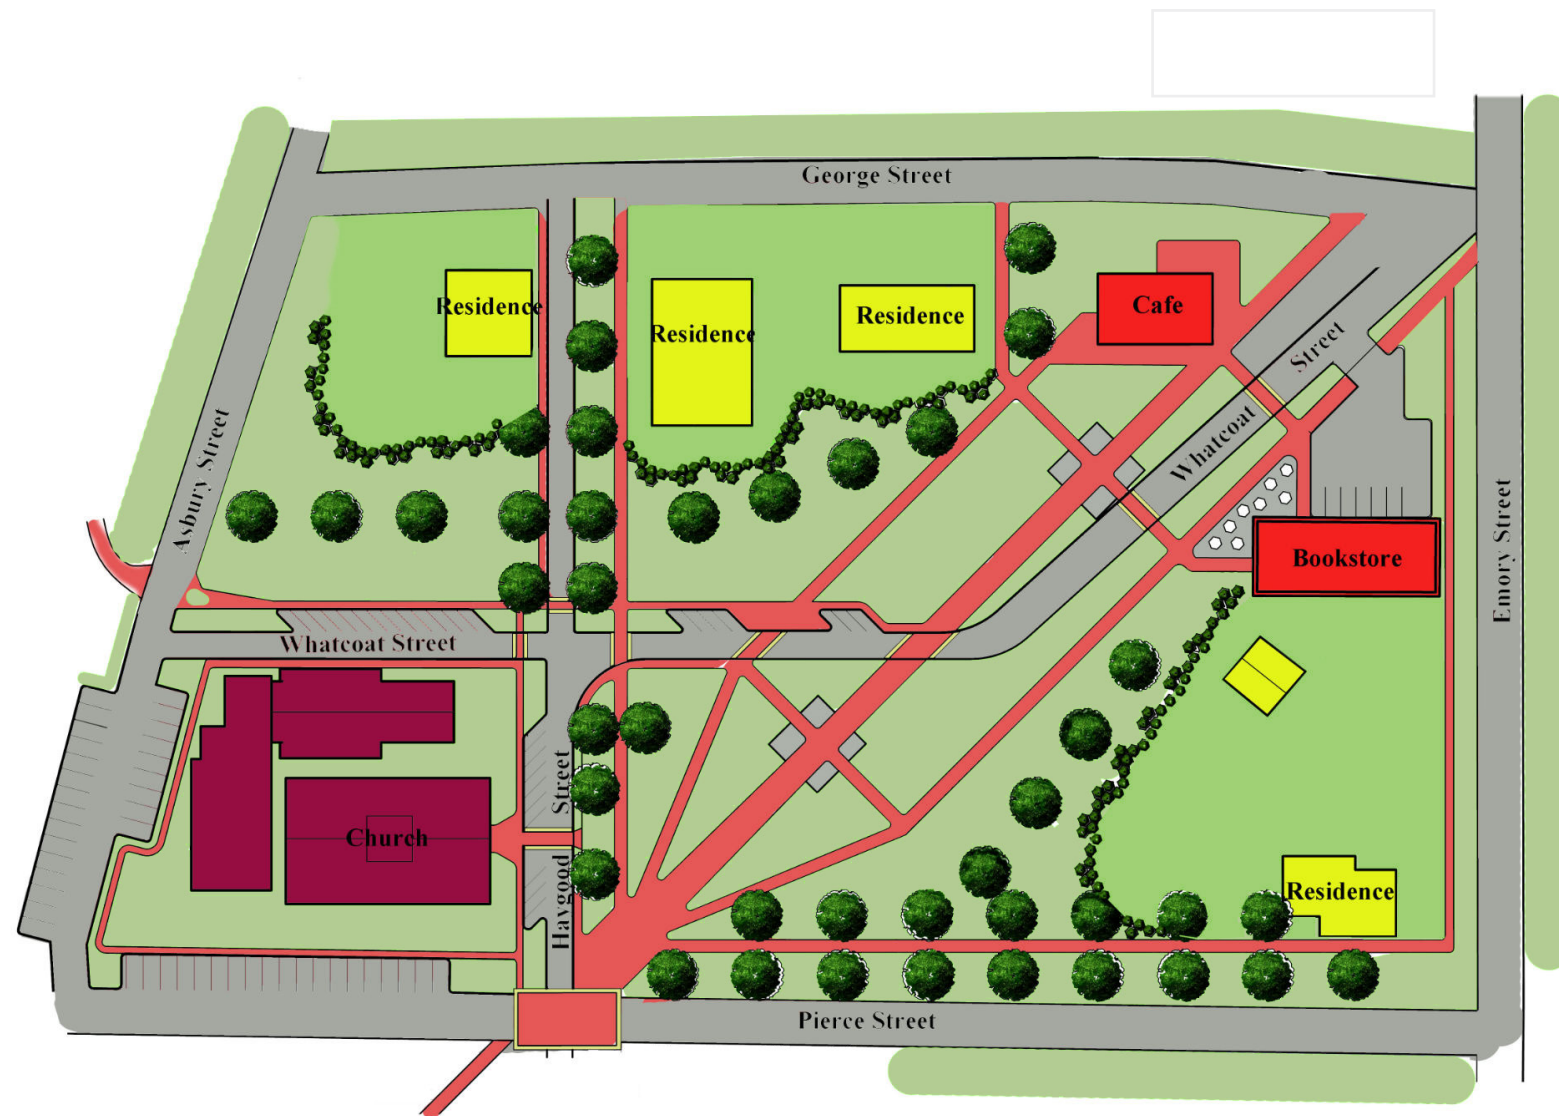 George Street
Residence
Residence
Residence
Cafe
Street
Whatcoat
Asbury Street
Emory Street
Bookstore
Whatcoat Street
Street
Haygood
Church
Residence
Pierce Street